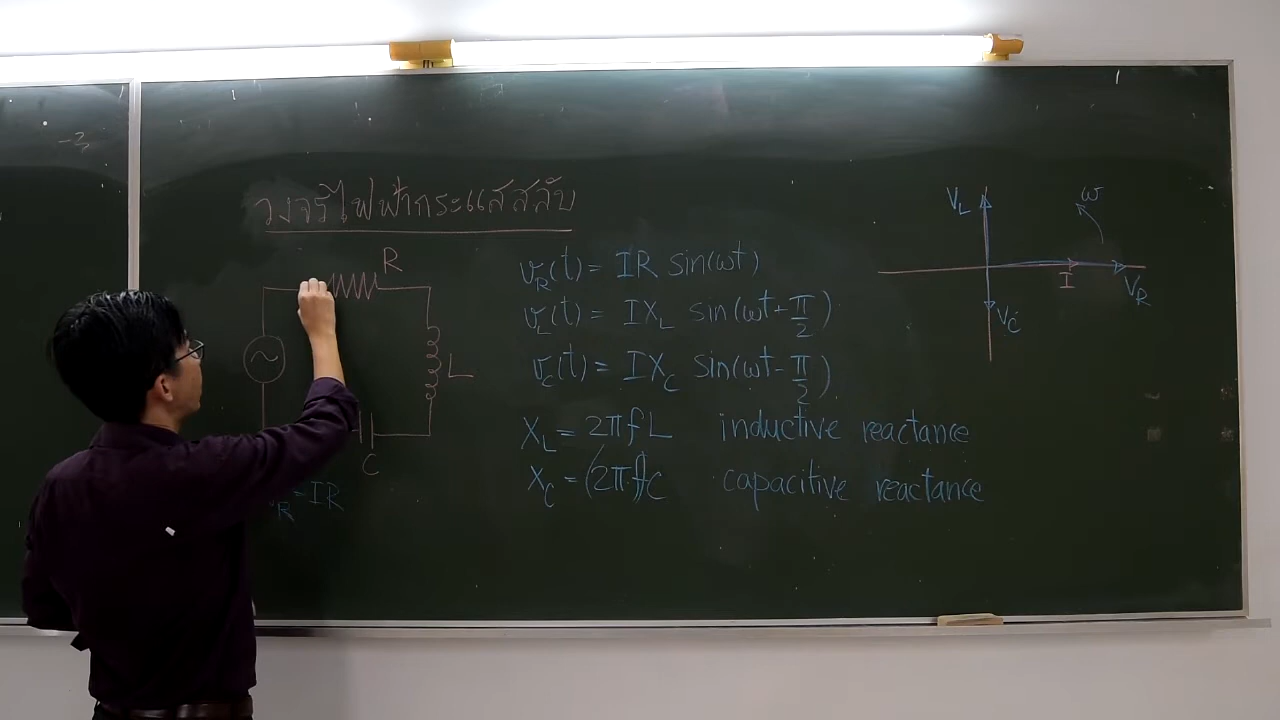 วงจรไฟฟ้ากระแสสลับ
R
~
L
C
v_R = IR
v_R(t) = IR sin(ωt)
v_L(t) = IX_L sin(ωt + π/2)
v_C(t) = IX_C sin(ωt - π/2)
X_L = 2πfL inductive reactance
X_C = (2πf)C capacitive reactance
V_L
ω
I
V_R
V_C